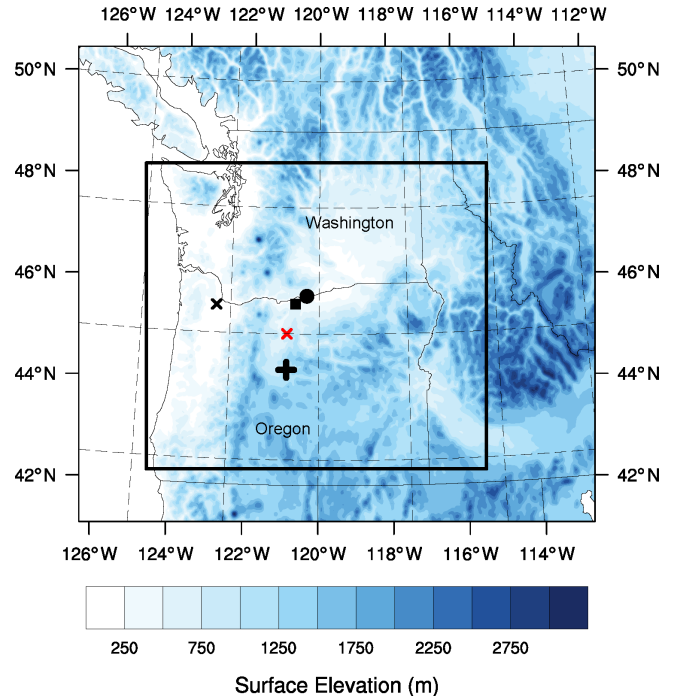 126°W 124°W 122°W 120°W 118°W 116°W 114°W 112°W
50°N 50°N
48°N 48°N
Washington
46°N 46°N
44°N 44°N
Oregon
42°N 42°N
126°W 124°W 122°W 120°W 118°W 116°W 114°W
250 750 1250 1750 2250 2750
Surface Elevation (m)